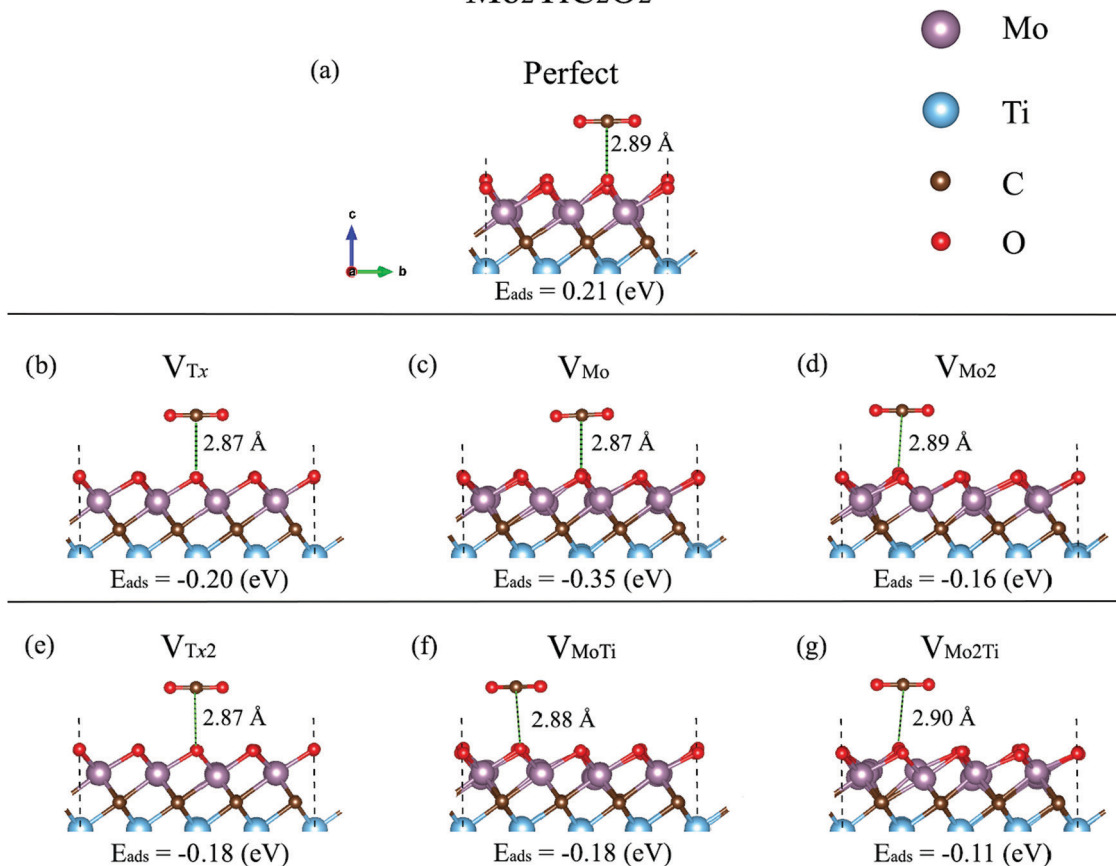 Mo2TiC2O2
(a) Perfect
Mo
Ti
C
O
2.89 Å
c
a
b
Eads = 0.21 (eV)
(b) VTx
(c) VMo
(d) VMo2
2.87 Å
2.87 Å
2.89 Å
Eads = -0.20 (eV)
Eads = -0.35 (eV)
Eads = -0.16 (eV)
(e) VTx2
(f) VMoTi
(g) VMo2Ti
2.87 Å
2.88 Å
2.90 Å
Eads = -0.18 (eV)
Eads = -0.18 (eV)
Eads = -0.11 (eV)